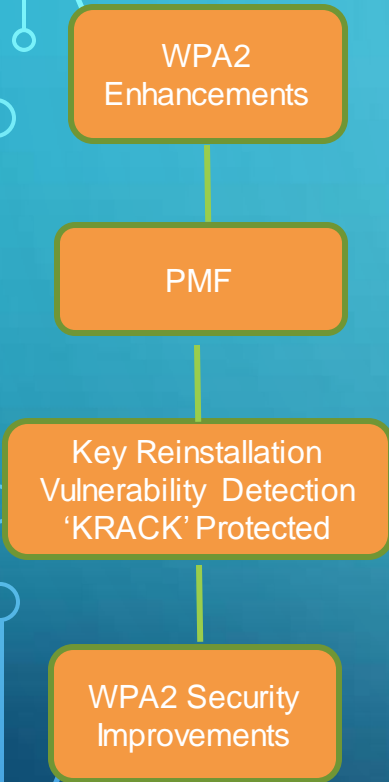 WPA2
Enhancements
PMF
Key Reinstallation
Vulnerability Detection
‘KRACK’ Protected
WPA2 Security
Improvements